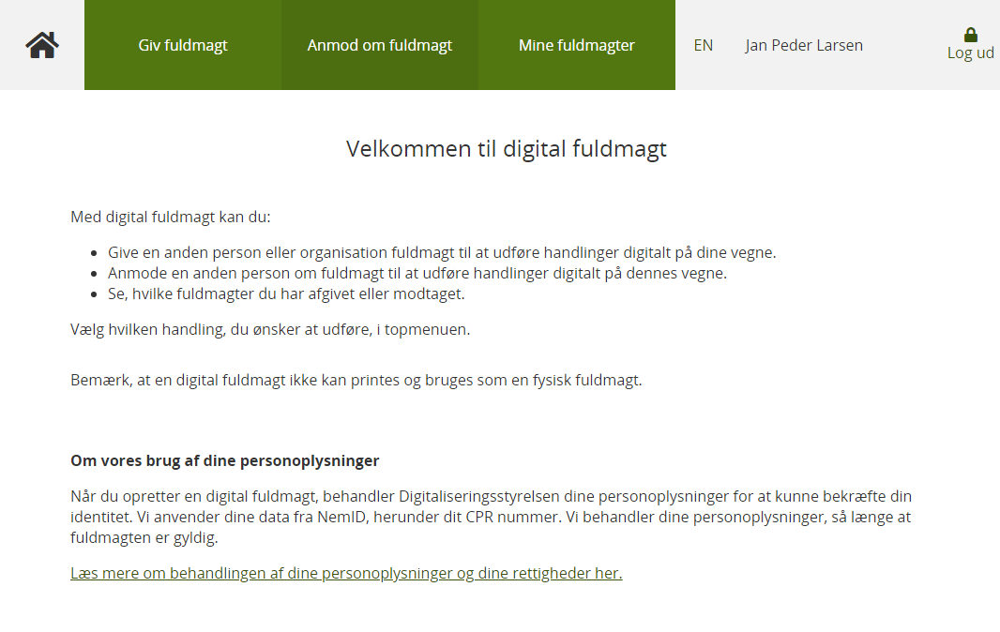 Giv fuldmagt
Anmod om fuldmagt
Mine fuldmagter
EN
Jan Peder Larsen
Log ud
Velkommen til digital fuldmagt
Med digital fuldmagt kan du:
Give en anden person eller organisation fuldmagt til at udføre handlinger digitalt på dine vegne.
Anmode en anden person om fuldmagt til at udføre handlinger digitalt på dennes vegne.
Se, hvilke fuldmagter du har afgivet eller modtaget.
Vælg hvilken handling, du ønsker at udføre, i topmenuen.
Bemærk, at en digital fuldmagt ikke kan printes og bruges som en fysisk fuldmagt.
Om vores brug af dine personoplysninger
Når du opretter en digital fuldmagt, behandler Digitaliseringsstyrelsen dine personoplysninger for at kunne bekræfte din
identitet. Vi anvender dine data fra NemID, herunder dit CPR nummer. Vi behandler dine personoplysninger, så længe at
fuldmagten er gyldig.
Læs mere om behandlingen af dine personoplysninger og dine rettigheder her.